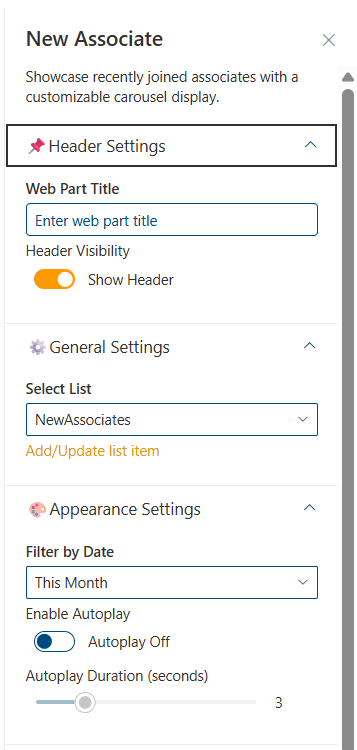 New Associate
Showcase recently joined associates with a
customizable carousel display.
📌 Header Settings
Web Part Title
Enter web part title
Header Visibility
Show Header
⚙️ General Settings
Select List
NewAssociates
Add/Update list item
🎨 Appearance Settings
Filter by Date
This Month
Enable Autoplay
Autoplay Off
Autoplay Duration (seconds)
3